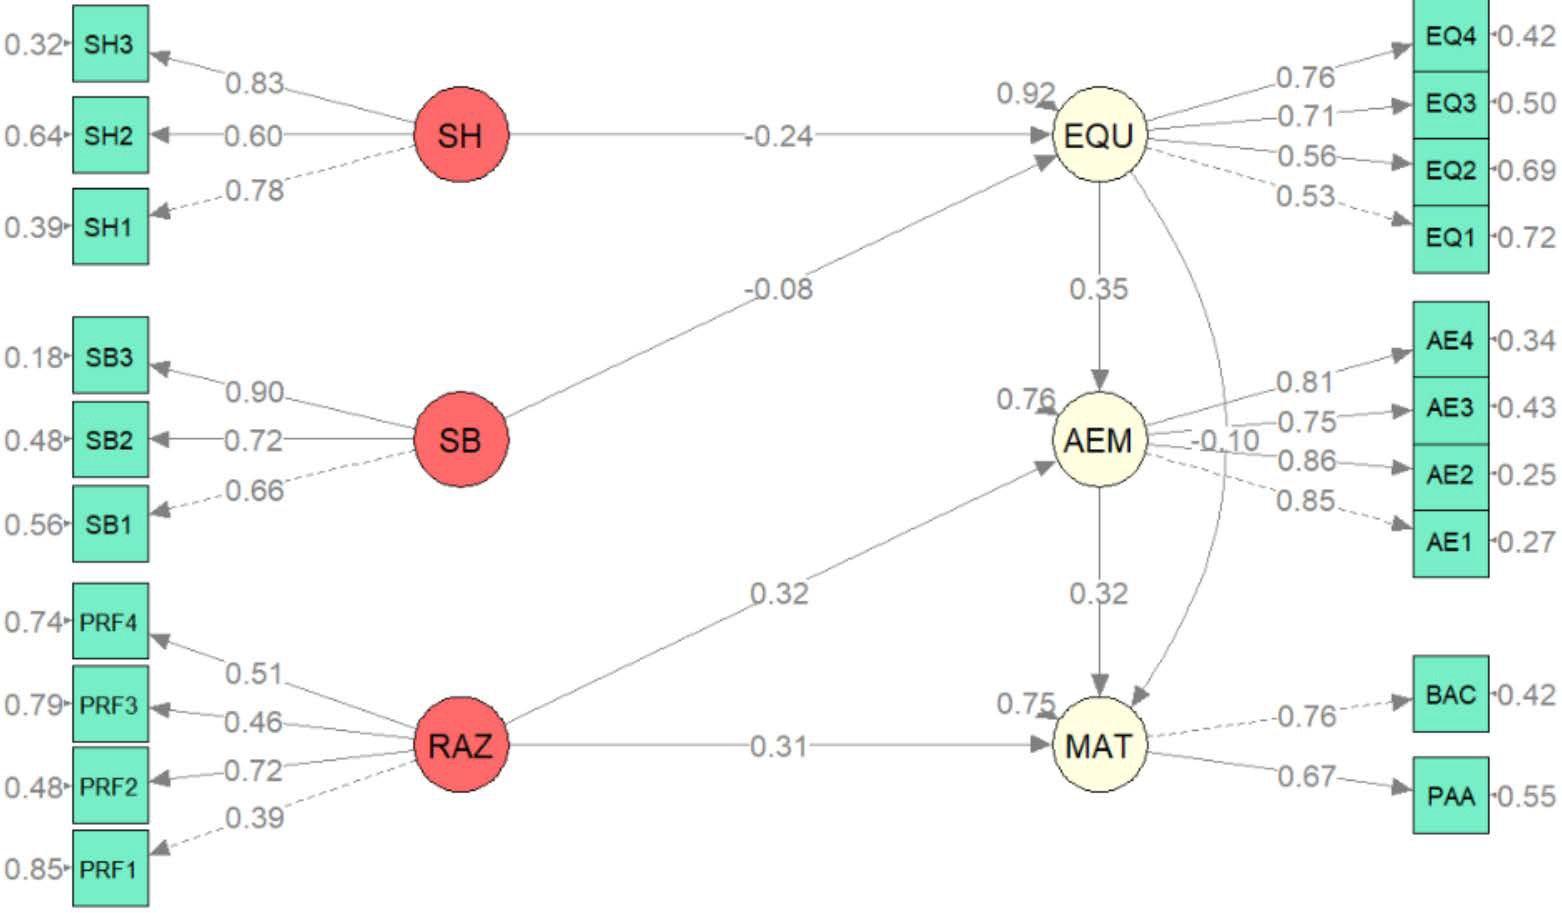 0.32 SH3
0.83
0.64 SH2
0.60
0.39 SH1
0.78
SH
-0.24
0.92
EQU
0.76
EQ4 0.42
0.71
EQ3 0.50
0.56
EQ2 0.69
0.53
EQ1 0.72
0.18 SB3
0.90
0.48 SB2
0.72
0.56 SB1
0.66
SB
-0.08
0.35
0.76
AEM
-0.10
0.81
AE4 0.34
0.75
AE3 0.43
0.86
AE2 0.25
0.85
AE1 0.27
0.74 PRF4
0.51
0.79 PRF3
0.46
0.48 PRF2
0.72
0.85 PRF1
0.39
RAZ
0.32
0.32
0.31
0.75
MAT
0.76
BAC 0.42
0.67
PAA 0.55